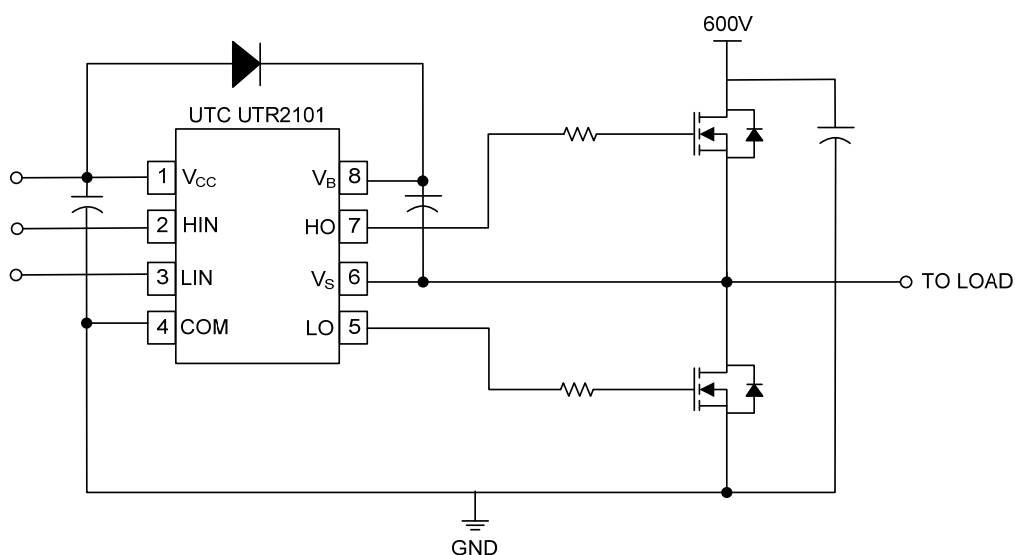 600V
UTC UTR2101
1 VCC
VB 8
2 HIN
HO 7
3 LIN
VS 6
TO LOAD
4 COM
LO 5
GND